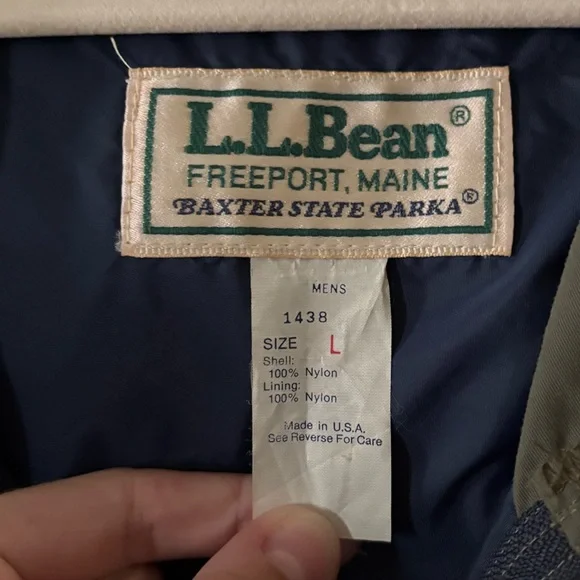 L.L.Bean®
FREEPORT, MAINE
BAXTER STATE PARKA®
MENS
1438
SIZE L
Shell:
100% Nylon
Lining:
100% Nylon
Made in U.S.A.
See Reverse For Care